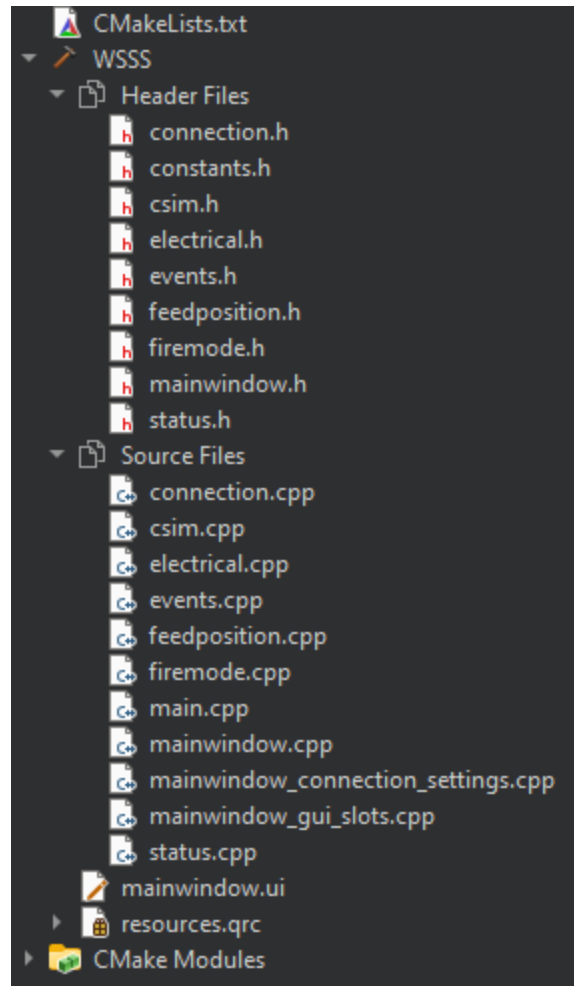 CMakeLists.txt
WSSS
Header Files
connection.h
constants.h
csim.h
electrical.h
events.h
feedposition.h
firemode.h
mainwindow.h
status.h
Source Files
connection.cpp
csim.cpp
electrical.cpp
events.cpp
feedposition.cpp
firemode.cpp
main.cpp
mainwindow.cpp
mainwindow_connection_settings.cpp
mainwindow_gui_slots.cpp
status.cpp
mainwindow.ui
resources.qrc
CMake Modules